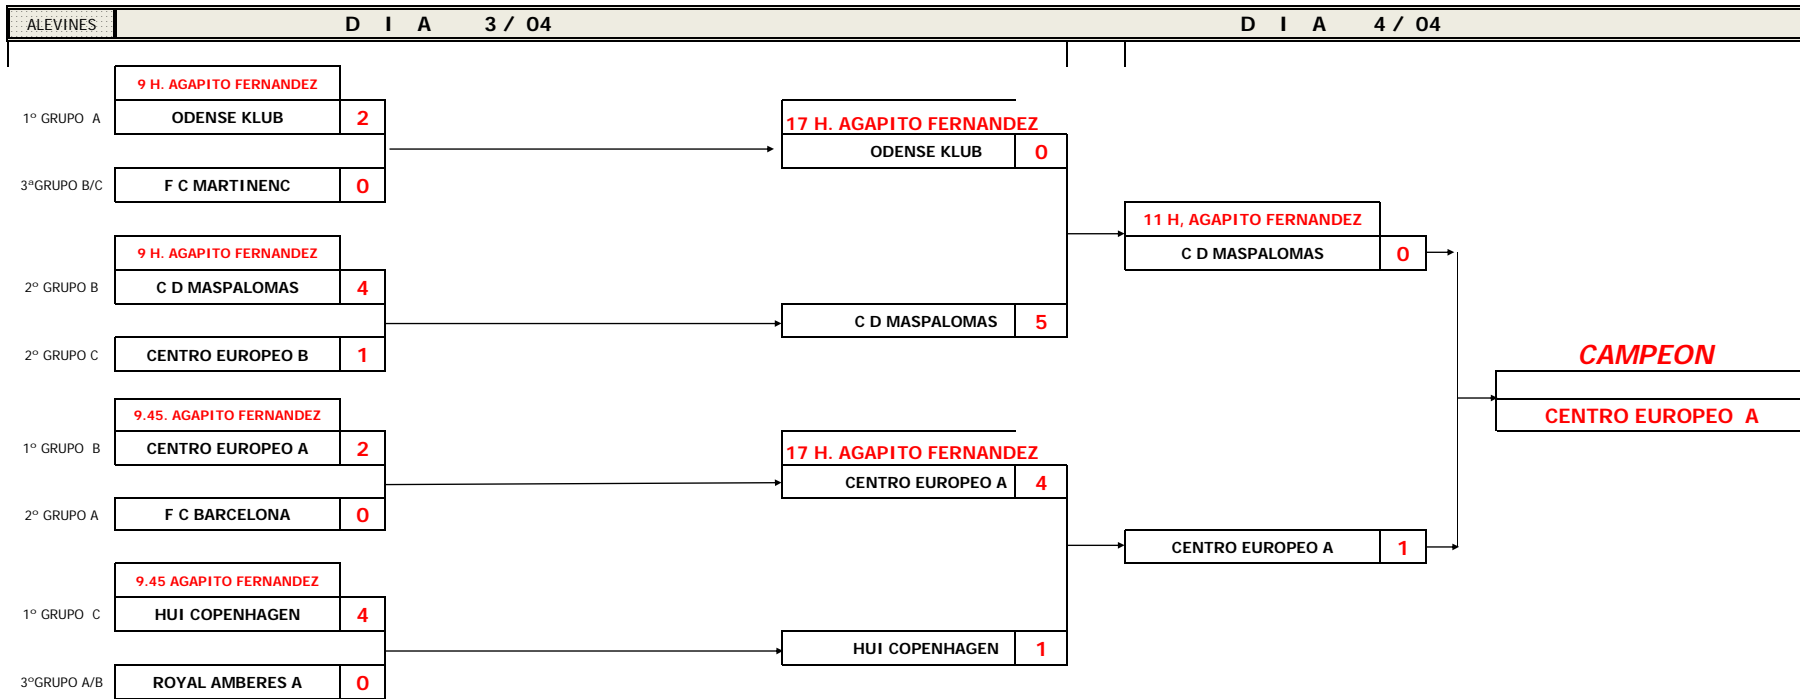 ALEVINES D I A 3 / 04 D I A 4 / 04
9 H. AGAPITO FERNANDEZ
1º GRUPO A ODENSE KLUB 2
3ªGRUPO B/C F C MARTINENC 0
9 H. AGAPITO FERNANDEZ
2º GRUPO B C D MASPALOMAS 4
2º GRUPO C CENTRO EUROPEO B 1
9.45. AGAPITO FERNANDEZ
1º GRUPO B CENTRO EUROPEO A 2
2º GRUPO A F C BARCELONA 0
9.45 AGAPITO FERNANDEZ
1º GRUPO C HUI COPENHAGEN 4
3ºGRUPO A/B ROYAL AMBERES A 0
17 H. AGAPITO FERNANDEZ
ODENSE KLUB 0
C D MASPALOMAS 5
17 H. AGAPITO FERNANDEZ
CENTRO EUROPEO A 4
HUI COPENHAGEN 1
11 H, AGAPITO FERNANDEZ
C D MASPALOMAS 0
CENTRO EUROPEO A 1
CAMPEON
CENTRO EUROPEO A